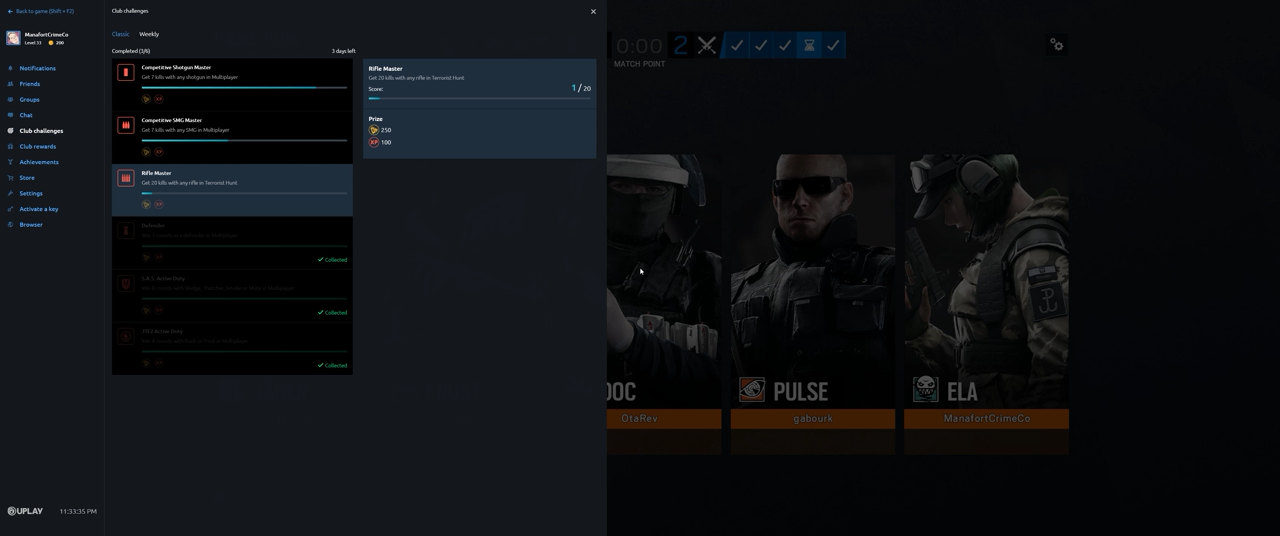 Back to game (Shift + F2)
ManafortCrimeCo
Level 33 200
Notifications
Friends
Groups
Chat
Club challenges
Club rewards
Achievements
Store
Settings
Activate a key
Browser
UPLAY 11:33:35 PM
Club challenges
Classic Weekly
Completed (3/6) 3 days left
Competitive Shotgun Master
Get 7 kills with any shotgun in Multiplayer
XP
Competitive SMG Master
Get 7 kills with any SMG in Multiplayer
XP
Rifle Master
Get 20 kills with any rifle in Terrorist Hunt
XP
Defender
Collected
S.A.S. Active Duty
Collected
Active Duty
Collected
Rifle Master
Get 20 kills with any rifle in Terrorist Hunt
Score: 1 / 20
Prize
250
XP 100
0:00 2
MATCH POINT
DOC
OtaRev
PULSE
gabourk
ELA
ManafortCrimeCo